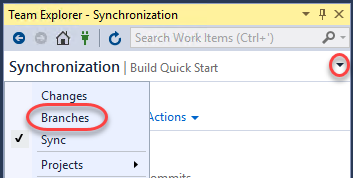 Team Explorer - Synchronization
Search Work Items (Ctrl+')
Synchronization | Build Quick Start
Changes
Branches
Actions
Sync
Projects